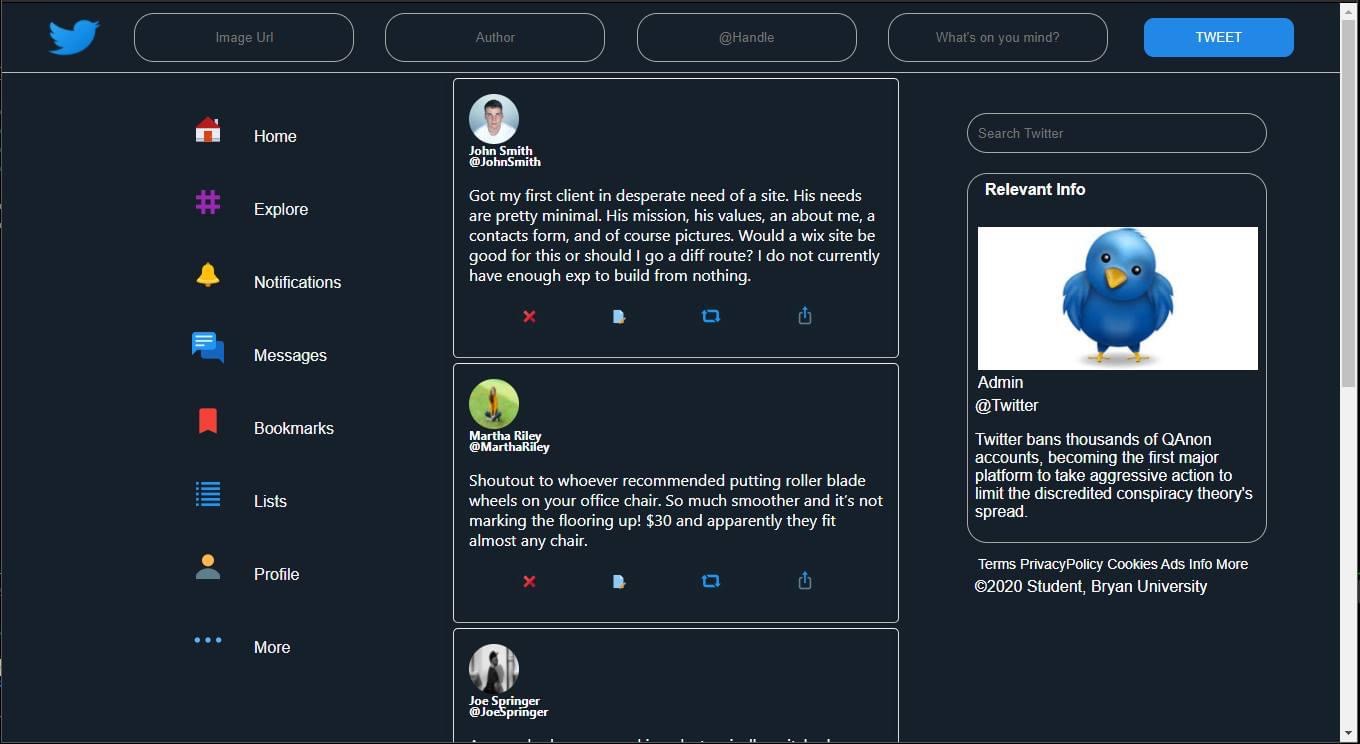 Image Url
Author
@Handle
What's on you mind?
TWEET
Home
Explore
Notifications
Messages
Bookmarks
Lists
Profile
More
John Smith
@JohnSmith
Got my first client in desperate need of a site. His needs
are pretty minimal. His mission, his values, an about me, a
contacts form, and of course pictures. Would a wix site be
good for this or should I go a diff route? I do not currently
have enough exp to build from nothing.
Martha Riley
@MarthaRiley
Shoutout to whoever recommended putting roller blade
wheels on your office chair. So much smoother and it's not
marking the flooring up! $30 and apparently they fit
almost any chair.
Joe Springer
@JoeSpringer
Search Twitter
Relevant Info
Admin
@Twitter
Twitter bans thousands of QAnon
accounts, becoming the first major
platform to take aggressive action to
limit the discredited conspiracy theory's
spread.
Terms PrivacyPolicy Cookies Ads Info More
©2020 Student, Bryan University